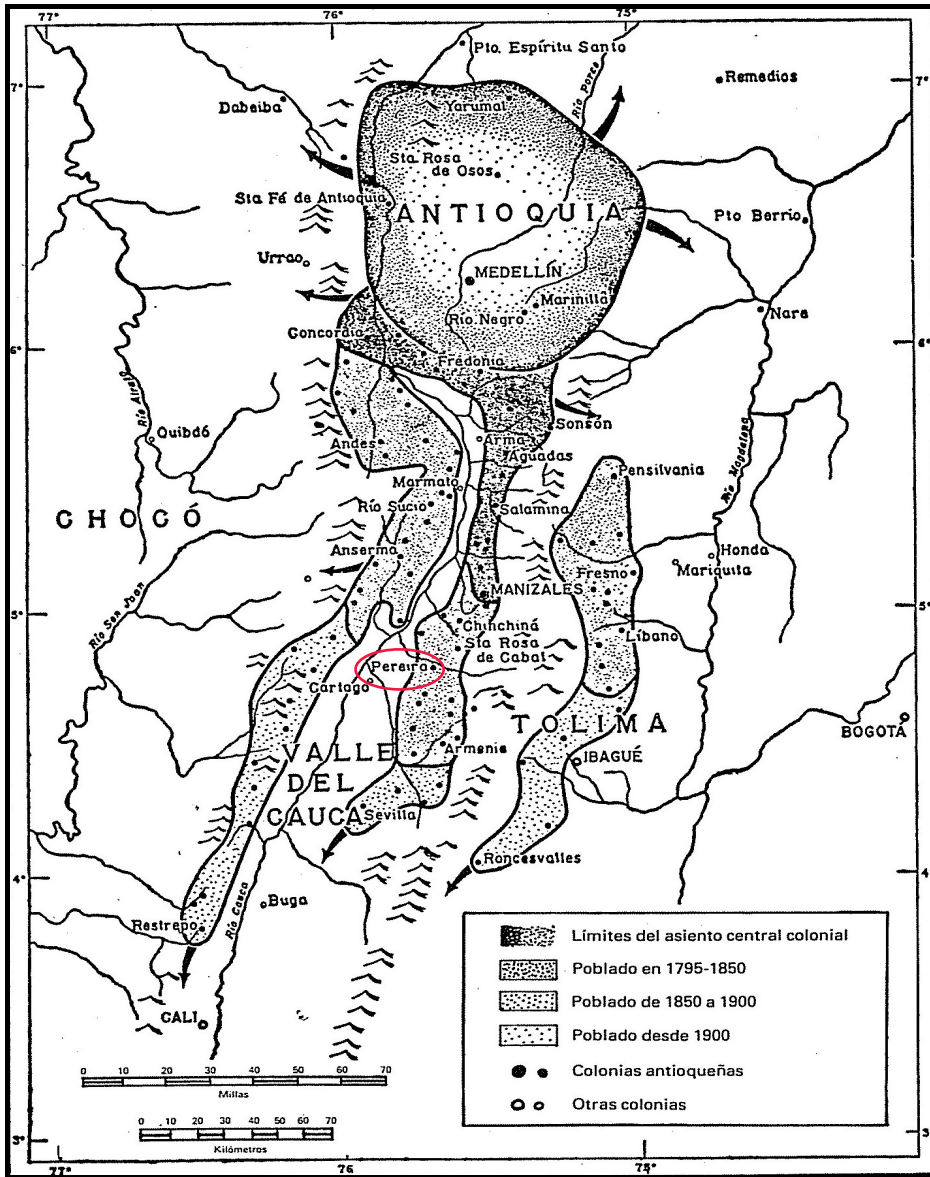 77°
76°
75°
Pto. Espíritu Santo
Río Porce
Remedios
7°
7°
Dabeiba
Yarumal
Sta Rosa
de Osos
Sta Fé de Antioquia
ANTIOQUIA
Pto Berrío
Urrao
MEDELLÍN
Marinilla
Río Negro
Nare
Concordia
6°
6°
Fredonia
Río Atrato
Quibdó
Sonsón
Arma
Andes
Aguadas
Pensilvania
Río Magdalena
Marmato
CHOCÓ
Río Sucio
Salamina
Anserma
Honda
Fresno
Mariquita
MANIZALES
5°
5°
Río San Juan
Chinchiná
Sta Rosa
de Cabal
Líbano
Pereira
Cartago
TOLIMA
BOGOTÁ
VALLE
DEL
CAUCA
Armenia
IBAGUÉ
Sevilla
Roncesvalles
4°
4°
Río Cauca
Buga
Restrepo
CALI
Límites del asiento central colonial
Poblado en 1795-1850
Poblado de 1850 a 1900
Poblado desde 1900
Colonias antioqueñas
Otras colonias
0 10 20 30 40 50 60 70
Millas
0 10 20 30 40 50 60 70
Kilómetros
3°
3°
77°
76°
75°